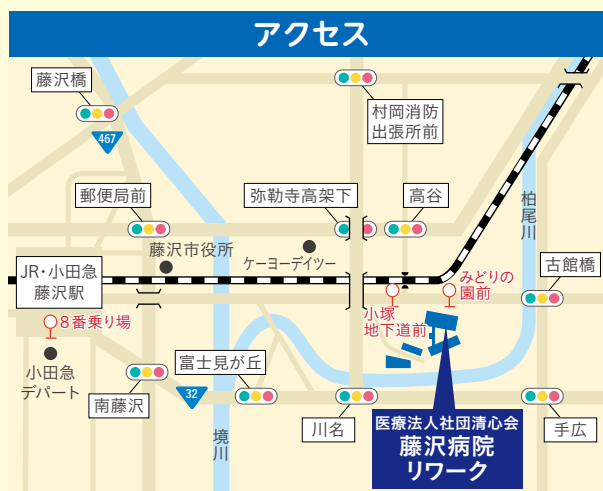 アクセス
藤沢橋
467
村岡消防
出張所前
郵便局前
弥勒寺高架下
高谷
柏尾川
藤沢市役所
ケーヨーデイツー
JR・小田急
藤沢駅
みどりの
園前
古館橋
8番乗り場
小塚
地下道前
小田急
デパート
富士見が丘
南藤沢
32
境川
川名
医療法人社団清心会
藤沢病院
リワーク
手広